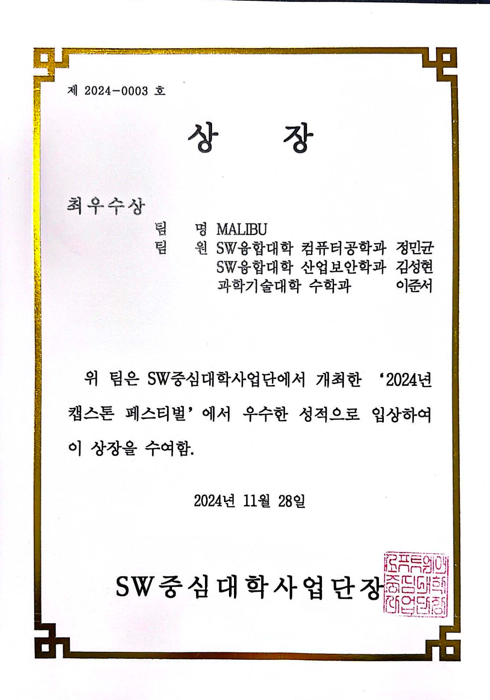 제 2024-0003 호
상 장
최우수상
팀 명 MALIBU
팀 원 SW융합대학 컴퓨터공학과 정민균
SW융합대학 산업보안학과 김성현
과학기술대학 수학과 이준서
위 팀은 SW중심대학사업단에서 개최한 '2024년
캡스톤 페스티벌'에서 우수한 성적으로 입상하여
이 상장을 수여함.
2024년 11월 28일
SW중심대학사업단장